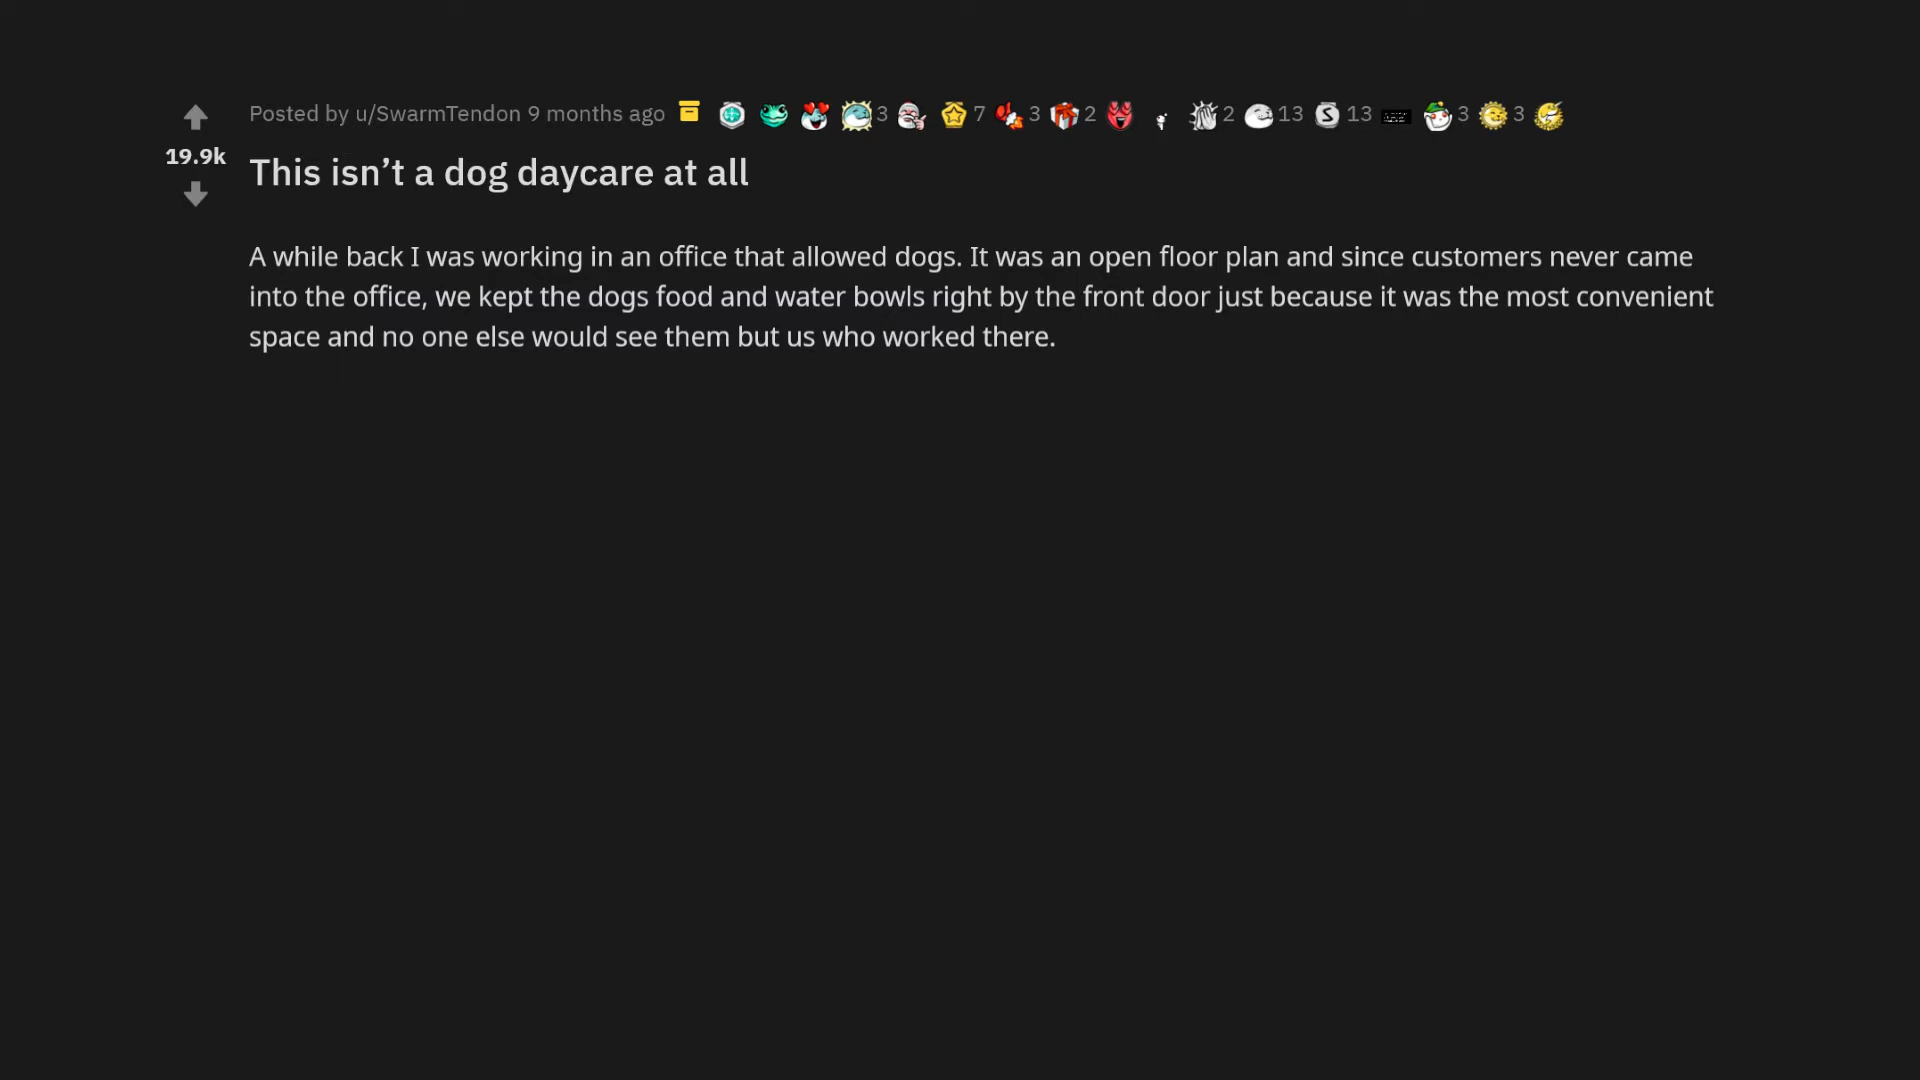 Posted by u/SwarmTendon 9 months ago 3 7 3 2 2 13 13 3 3
19.9k
This isn’t a dog daycare at all
A while back I was working in an office that allowed dogs. It was an open floor plan and since customers never came
into the office, we kept the dogs food and water bowls right by the front door just because it was the most convenient
space and no one else would see them but us who worked there.